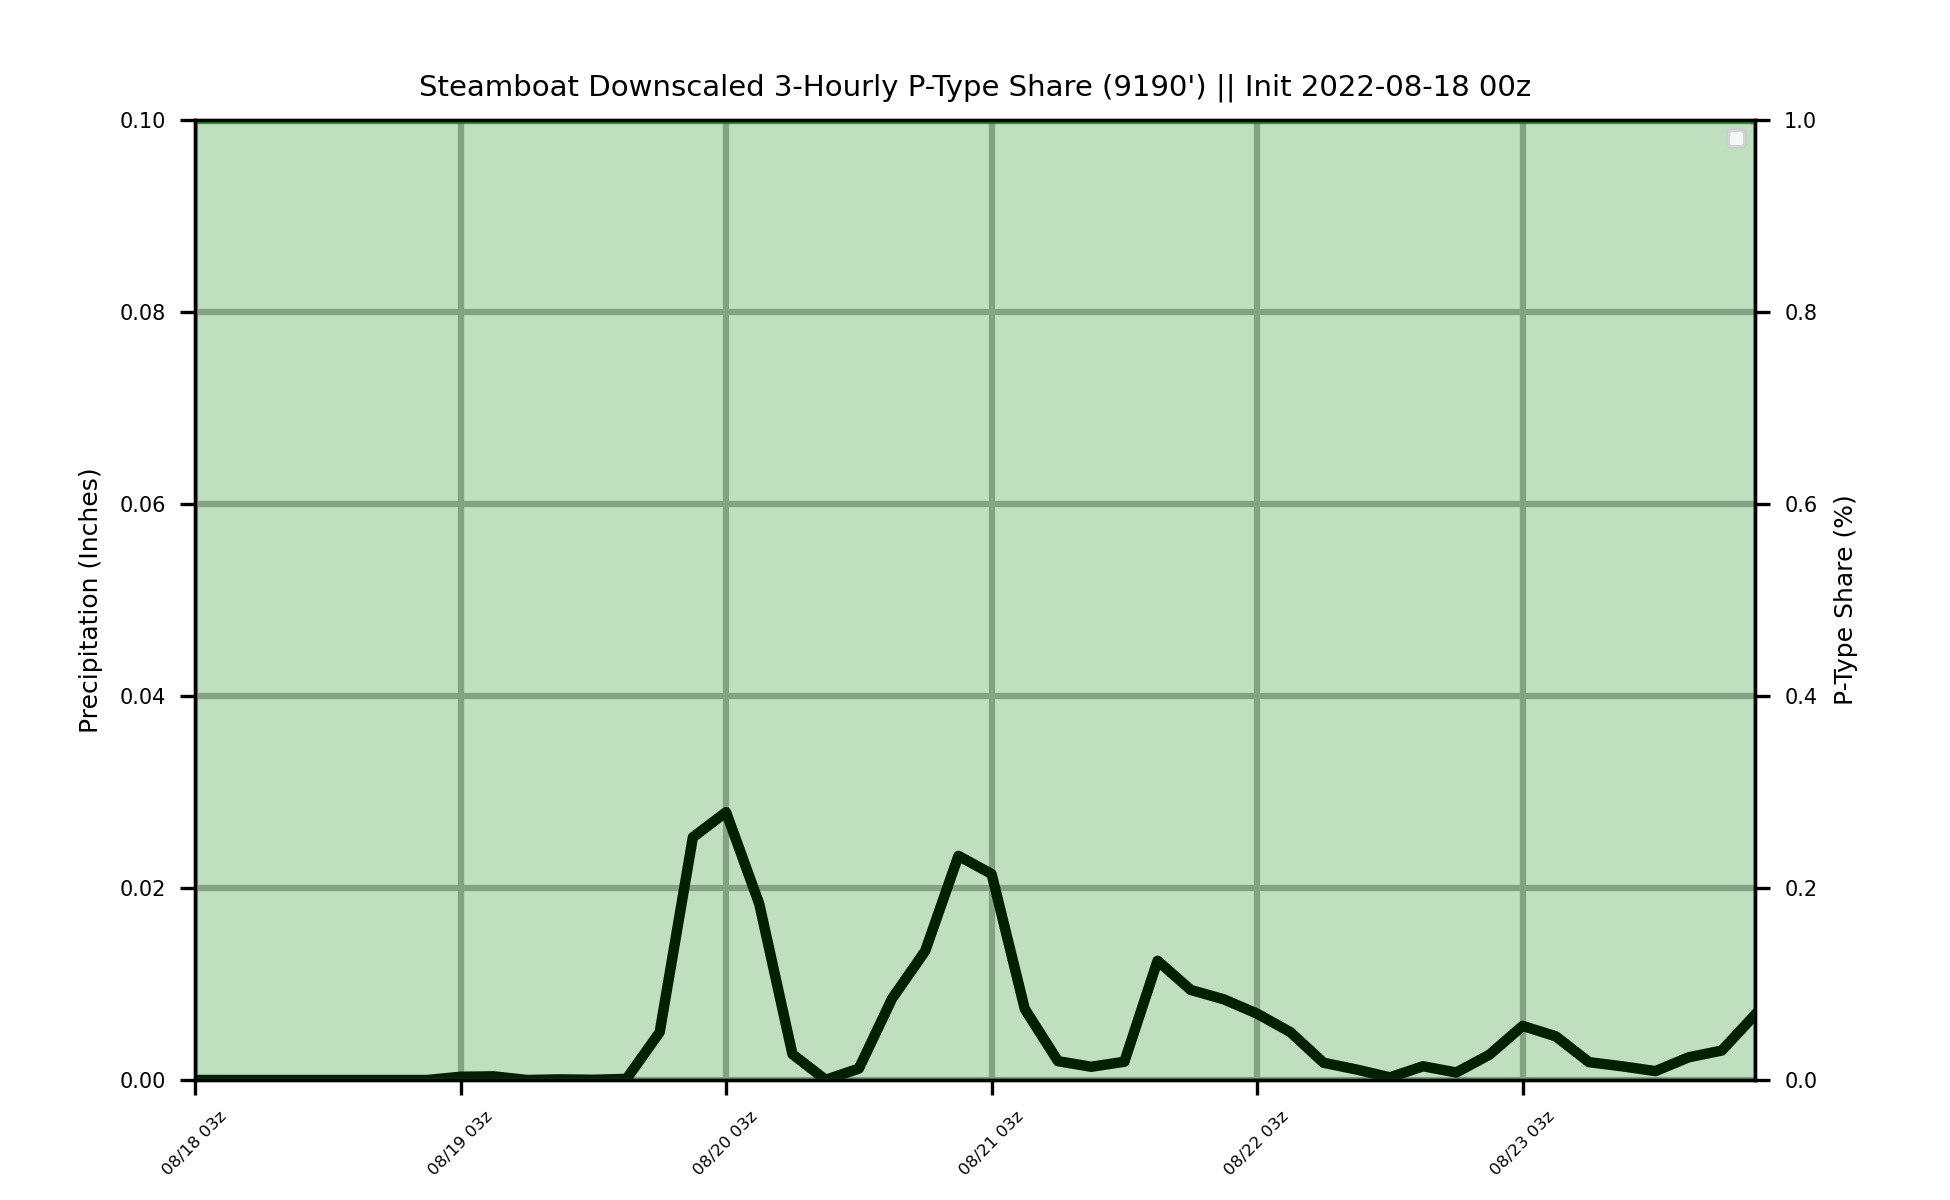 Steamboat Downscaled 3-Hourly P-Type Share (9190') || Init 2022-08-18 00z
0.10
0.08
0.06
0.04
0.02
0.00
Precipitation (Inches)
1.0
0.8
0.6
0.4
0.2
0.0
P-Type Share (%)
08/18 03z
08/19 03z
08/20 03z
08/21 03z
08/22 03z
08/23 03z